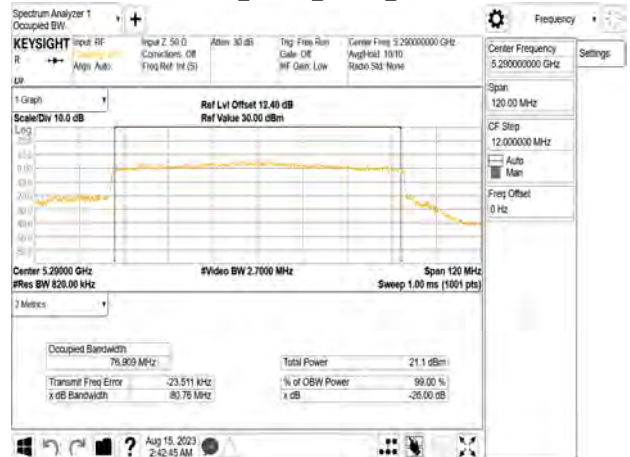 Spectrum Analyzer 1
Occupied BW
Frequency
KEYSIGHT
R
Input: RF
Align: Auto
Input Z: 50 Ω
Corrections: Off
Freq Ref: Int (S)
Atten: 30 dB
Trig: Free Run
Gate: Off
#IF Gain: Low
Center Freq: 5.290000000 GHz
Avg|Hold: 10/10
Radio Std: None
Center Frequency
5.290000000 GHz
Settings
Span
120.00 MHz
CF Step
12.000000 MHz
Auto
Man
Freq Offset
0 Hz
1 Graph
Scale/Div 10.0 dB
Ref Lvl Offset 12.40 dB
Ref Value 30.00 dBm
Log
Center 5.29000 GHz
#Res BW 820.00 kHz
#Video BW 2.7000 MHz
Span 120 MHz
Sweep 1.00 ms (1001 pts)
2 Metrics
Occupied Bandwidth
76.909 MHz
Total Power
21.1 dBm
Transmit Freq Error
-23.511 kHz
% of OBW Power
99.00 %
x dB Bandwidth
80.76 MHz
x dB
-26.00 dB
?
Aug 15, 2023
2:42:45 AM